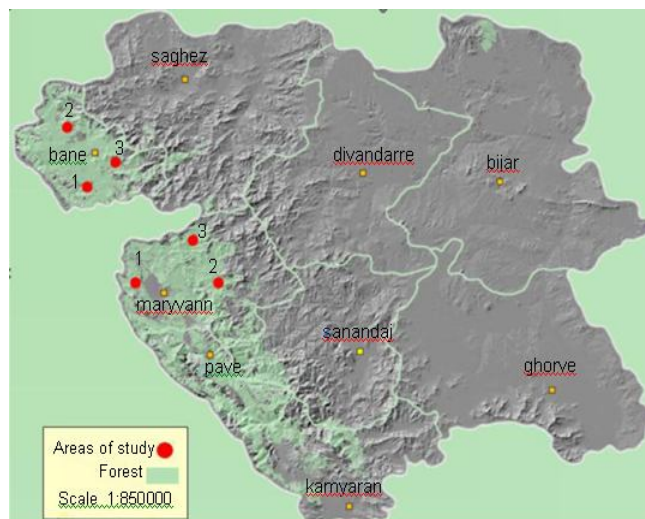 saghez
2
bane
3
1
divandarre
bijar
3
1
2
maryvann
sanandaj
pave
ghorve
Areas of study
Forest
Scale 1:850000
kamyaran